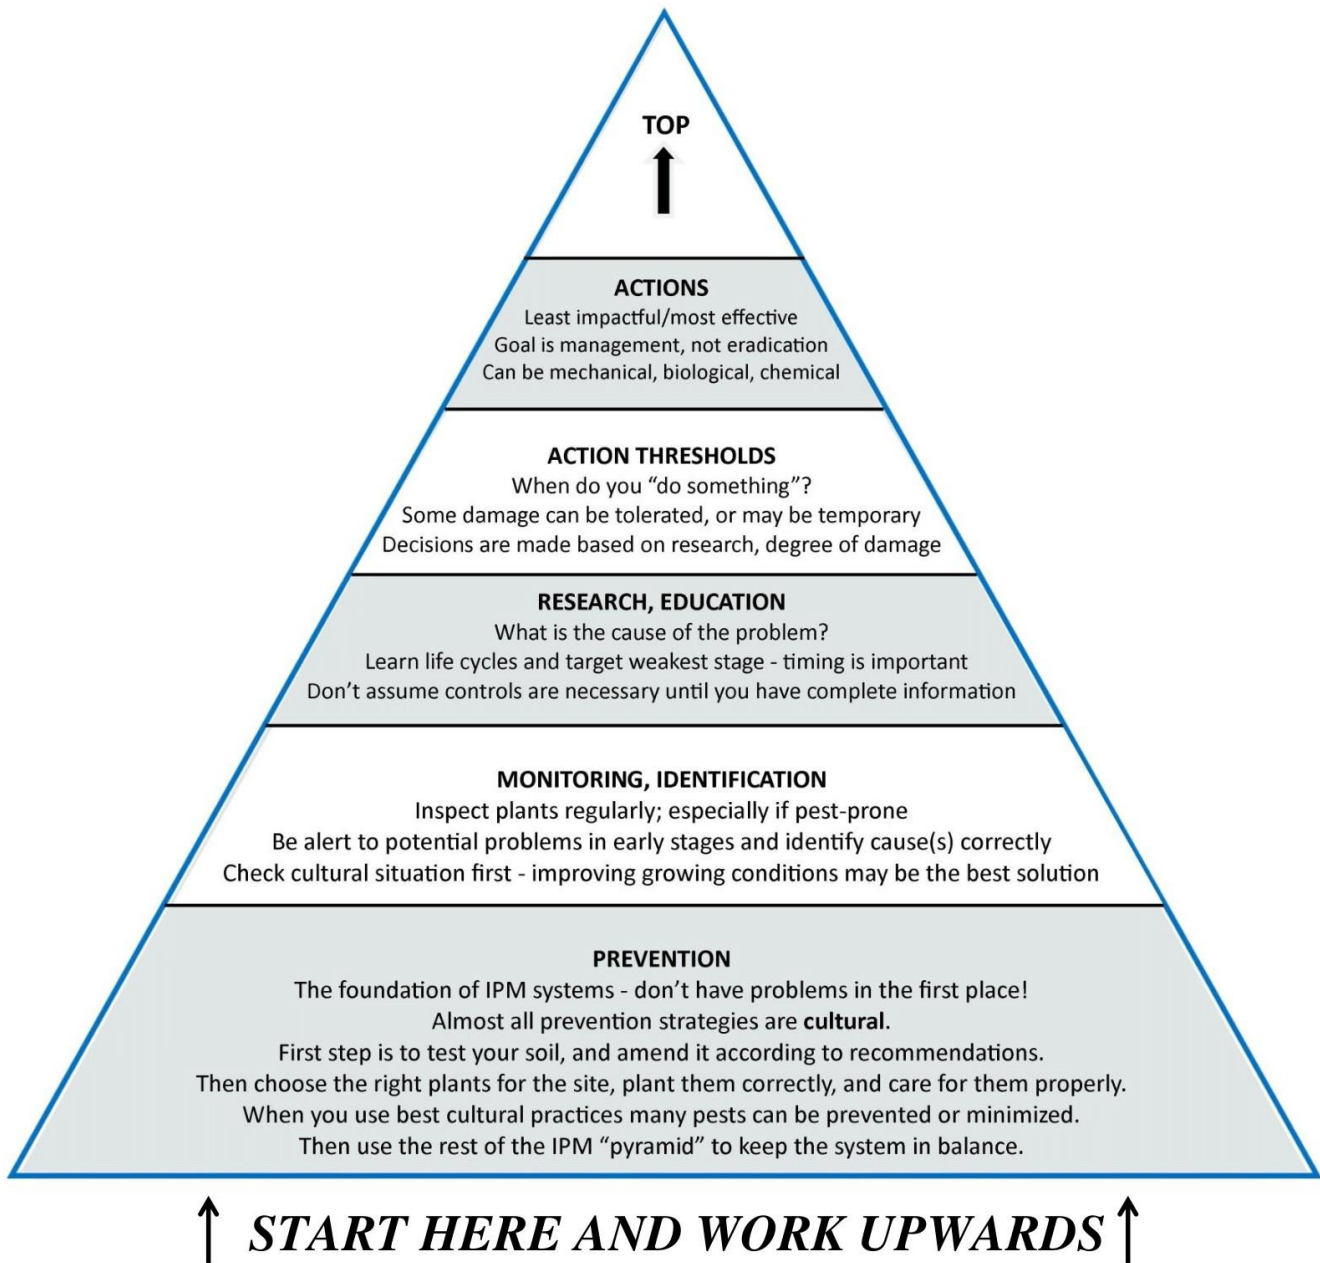 TOP
ACTIONS
Least impactful/most effective
Goal is management, not eradication
Can be mechanical, biological, chemical
ACTION THRESHOLDS
When do you “do something”?
Some damage can be tolerated, or may be temporary
Decisions are made based on research, degree of damage
RESEARCH, EDUCATION
What is the cause of the problem?
Learn life cycles and target weakest stage - timing is important
Don’t assume controls are necessary until you have complete information
MONITORING, IDENTIFICATION
Inspect plants regularly; especially if pest-prone
Be alert to potential problems in early stages and identify cause(s) correctly
Check cultural situation first - improving growing conditions may be the best solution
PREVENTION
The foundation of IPM systems - don’t have problems in the first place!
Almost all prevention strategies are cultural.
First step is to test your soil, and amend it according to recommendations.
Then choose the right plants for the site, plant them correctly, and care for them properly.
When you use best cultural practices many pests can be prevented or minimized.
Then use the rest of the IPM “pyramid” to keep the system in balance.
START HERE AND WORK UPWARDS